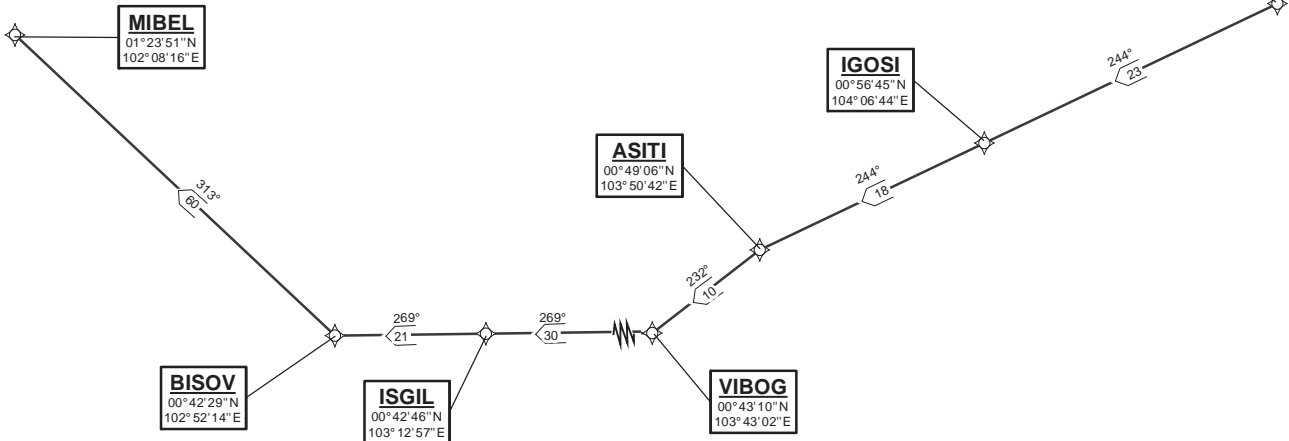 MIBEL
01°23'51"N
102°08'16"E
244°
23
IGOSI
00°56'45"N
104°06'44"E
ASITI
00°49'06"N
103°50'42"E
244°
18
313°
60
232°
10
269°
21
269°
30
BISOV
00°42'29"N
102°52'14"E
ISGIL
00°42'46"N
103°12'57"E
VIBOG
00°43'10"N
103°43'02"E